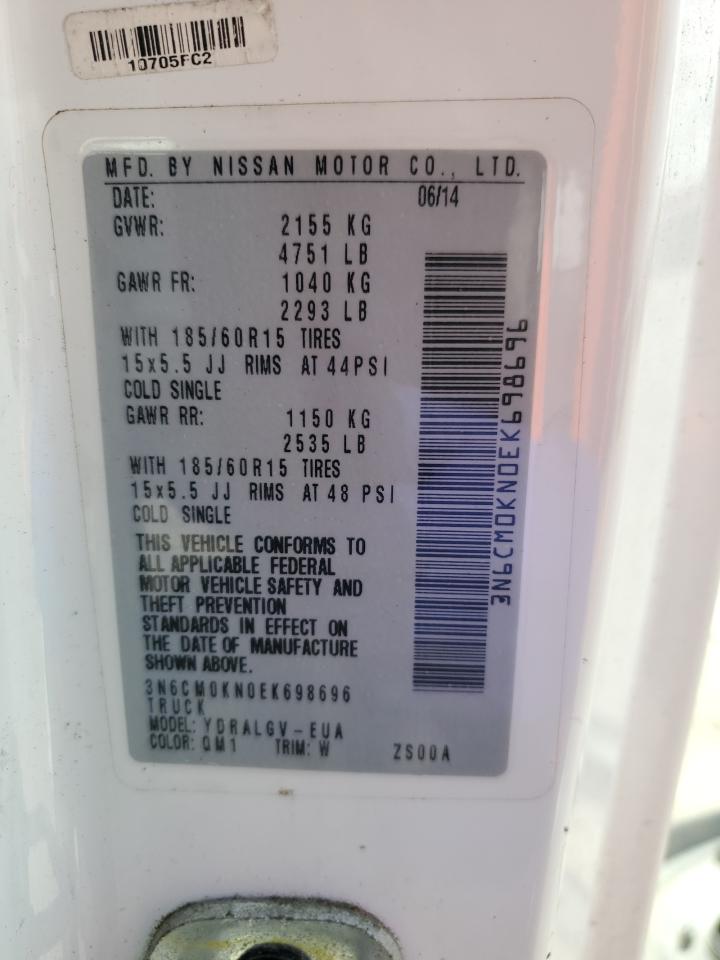 10705FC2
MFD. BY NISSAN MOTOR CO., LTD.
DATE: 06/14
GVWR: 2155 KG
4751 LB
GAWR FR: 1040 KG
2293 LB
WITH 185/60R15 TIRES
15x5.5 JJ RIMS AT 44PSI
COLD SINGLE
GAWR RR: 1150 KG
2535 LB
WITH 185/60R15 TIRES
15x5.5 JJ RIMS AT 48 PSI
COLD SINGLE
THIS VEHICLE CONFORMS TO
ALL APPLICABLE FEDERAL
MOTOR VEHICLE SAFETY AND
THEFT PREVENTION
STANDARDS IN EFFECT ON
THE DATE OF MANUFACTURE
SHOWN ABOVE.
3N6CM0KN0EK698696
TRUCK
MODEL: YDRALGV-EUA
COLOR: QM1 TRIM: W ZS00A
3N6CM0KN0EK698696